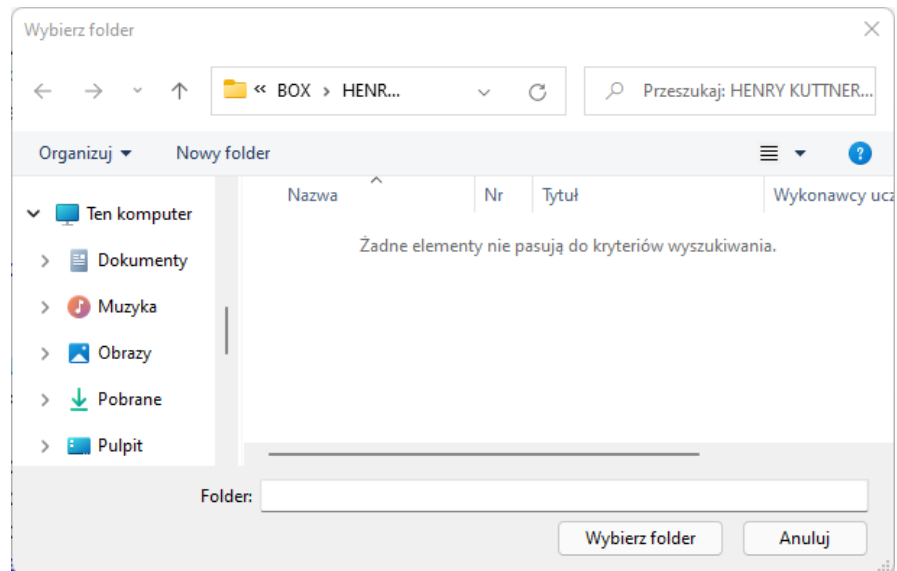 Wybierz folder
« BOX > HENR...
Przeszukaj: HENRY KUTTNER...
Organizuj
Nowy folder
?
Nazwa Nr Tytuł Wykonawcy ucz
Żadne elementy nie pasują do kryteriów wyszukiwania.
Ten komputer
Dokumenty
Muzyka
Obrazy
Pobrane
Pulpit
Folder:
Wybierz folder
Anuluj